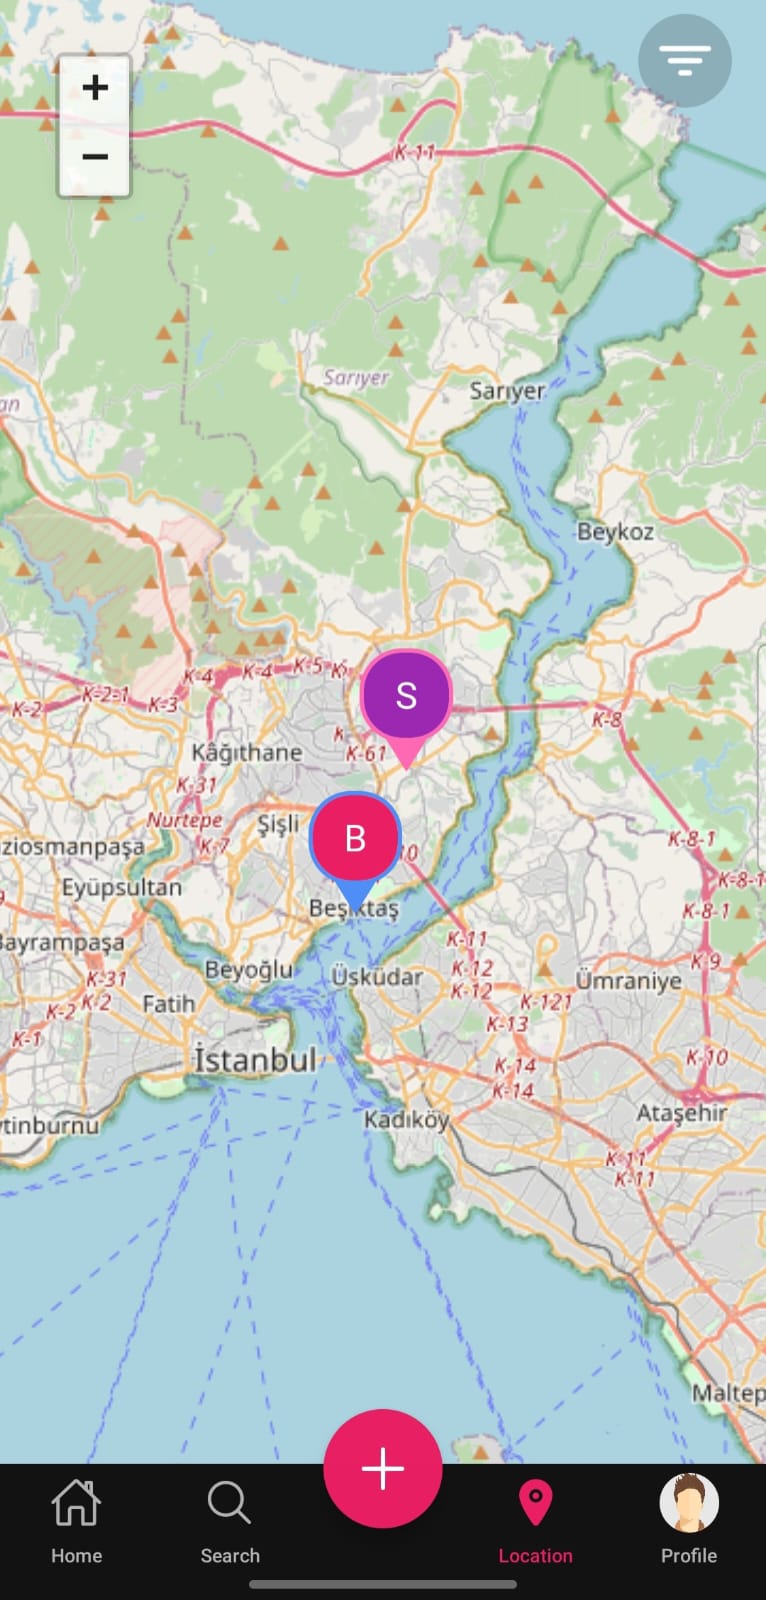 +
−
K-11
Sarıyer
an
Sarıyer
Beykoz
K-4
K-4
K-5
K-2-1
K-2
K-3
S
K-8
K-61
Kâğıthane
K-31
Nurtepe
Şişli
K-7
B
ziosmanpaşa
K-8-1
Eyüpsultan
K-8-1
Beşiktaş
K-8-1
Bayrampaşa
K-11
Beyoğlu
Üsküdar
K-12
K-9
K-31
Ümraniye
K-12
K-2
K-2
Fatih
K-121
K-13
K-1
İstanbul
K-10
K-14
K-14
Kadıköy
Ataşehir
ytinburnu
K-11
K-11
Maltep
+
Home
Search
Location
Profile